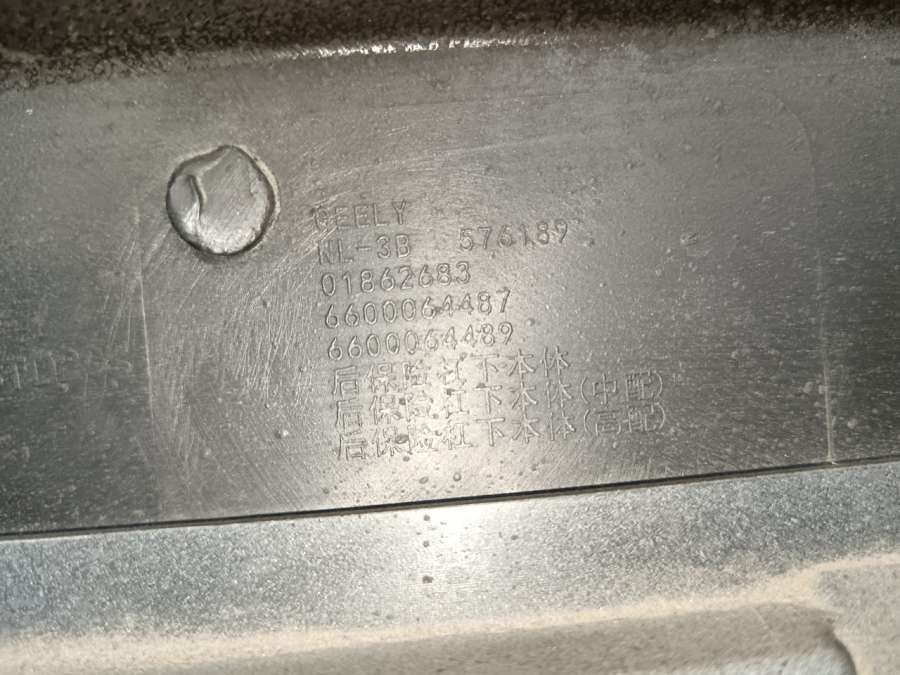 GEELY
NL-3B 576189
01862683
6600064487
6600064489
后保险杠下本体
后保险杠下本体(中配)
后保险杠下本体(高配)